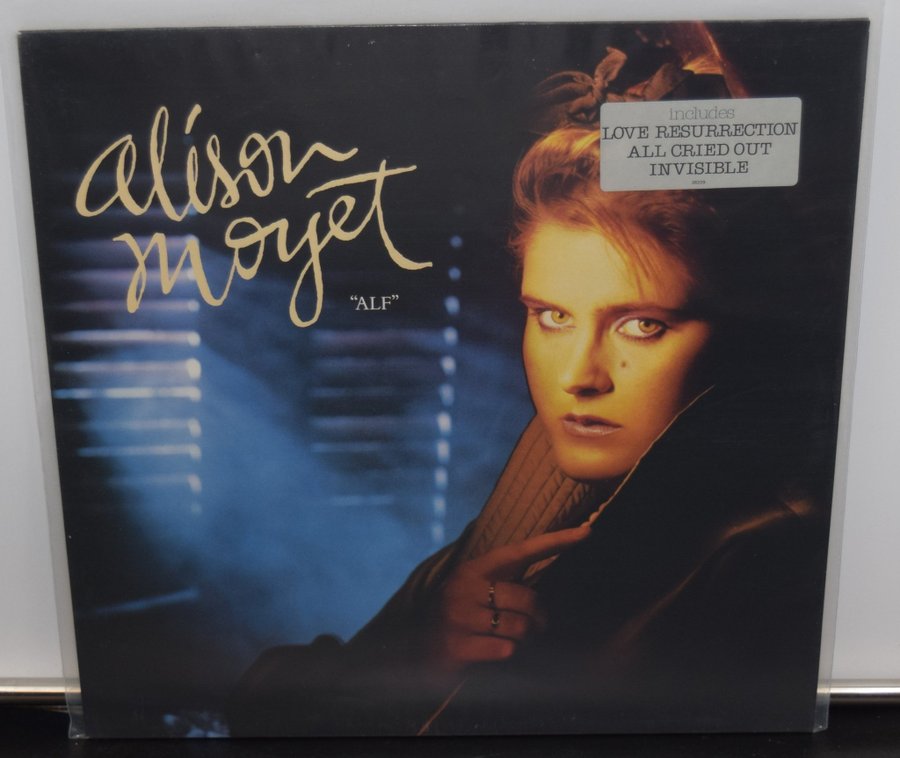 alison
moyet
“ALF”
includes
LOVE RESURRECTION
ALL CRIED OUT
INVISIBLE